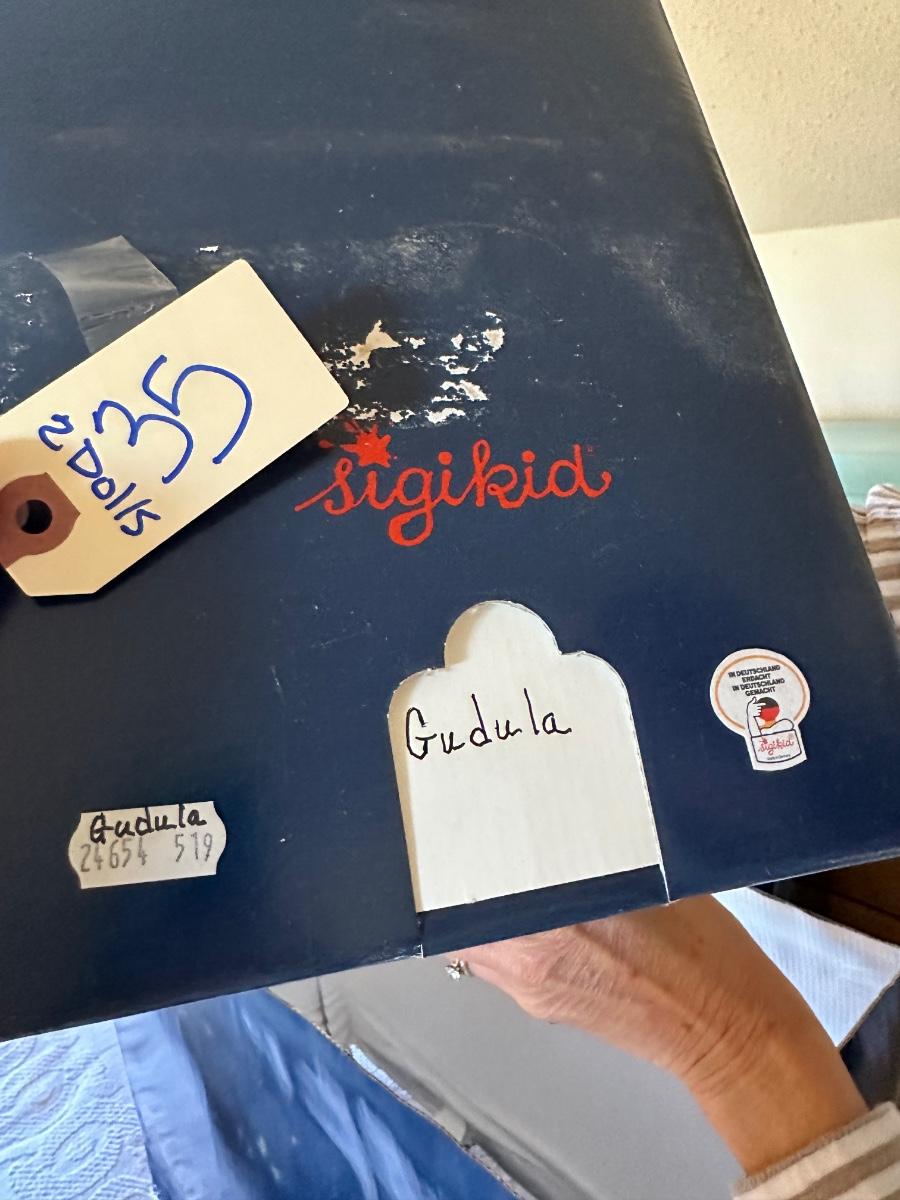 35
2 Dolls
sigikid
Gudula
IN DEUTSCHLAND
ERDACHT
IN DEUTSCHLAND
GEMACHT
sigikid
Gudula
24654 519